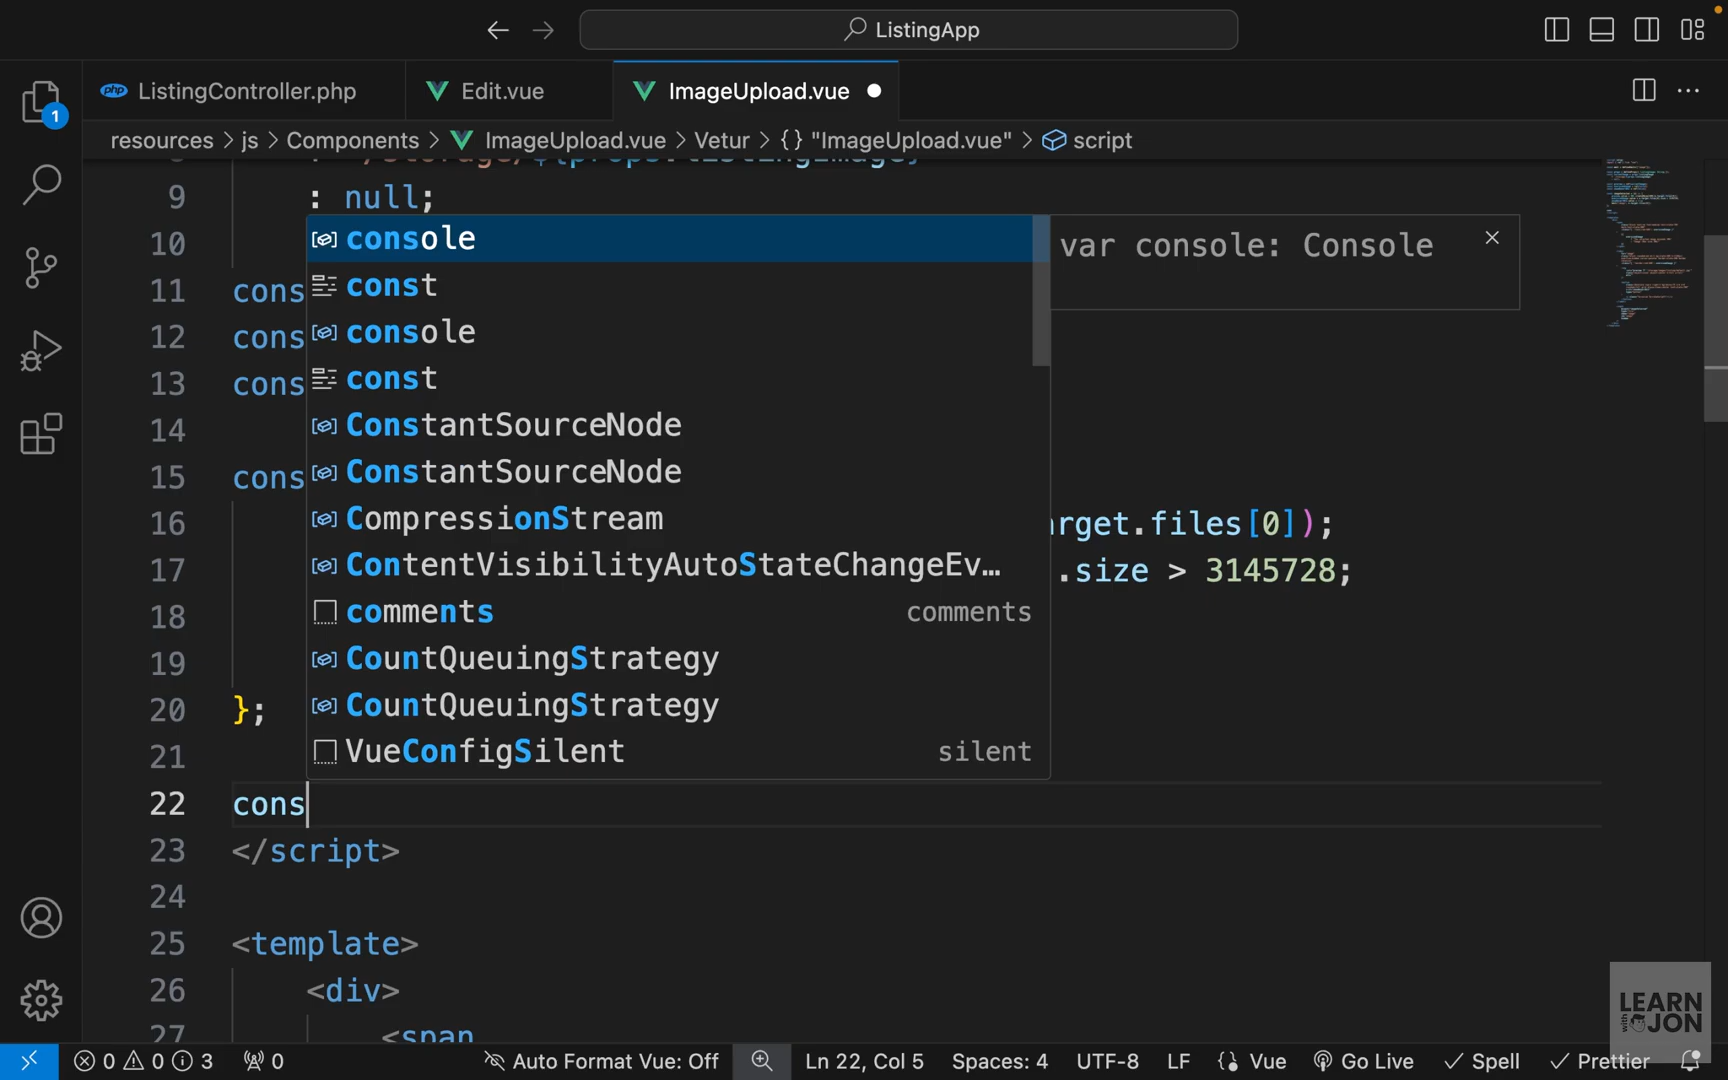 ListingApp
php ListingController.php Edit.vue ImageUpload.vue
1
resources > js > Components > ImageUpload.vue > Vetur > {} "ImageUpload.vue" > script
9 : null;
10
11 cons
12 cons
13 cons
14
15 cons
16 rget.files[0]);
17 .size > 3145728;
18
19
20 };
21
22 cons
23 </script>
24
25 <template>
26 <div>
27 <span
console
const
console
const
ConstantSourceNode
ConstantSourceNode
CompressionStream
ContentVisibilityAutoStateChangeEv...
comments comments
CountQueuingStrategy
CountQueuingStrategy
VueConfigSilent silent
var console: Console
LEARN
with JON
0 0 3 0 Auto Format Vue: Off Ln 22, Col 5 Spaces: 4 UTF-8 LF Vue Go Live Spell Prettier